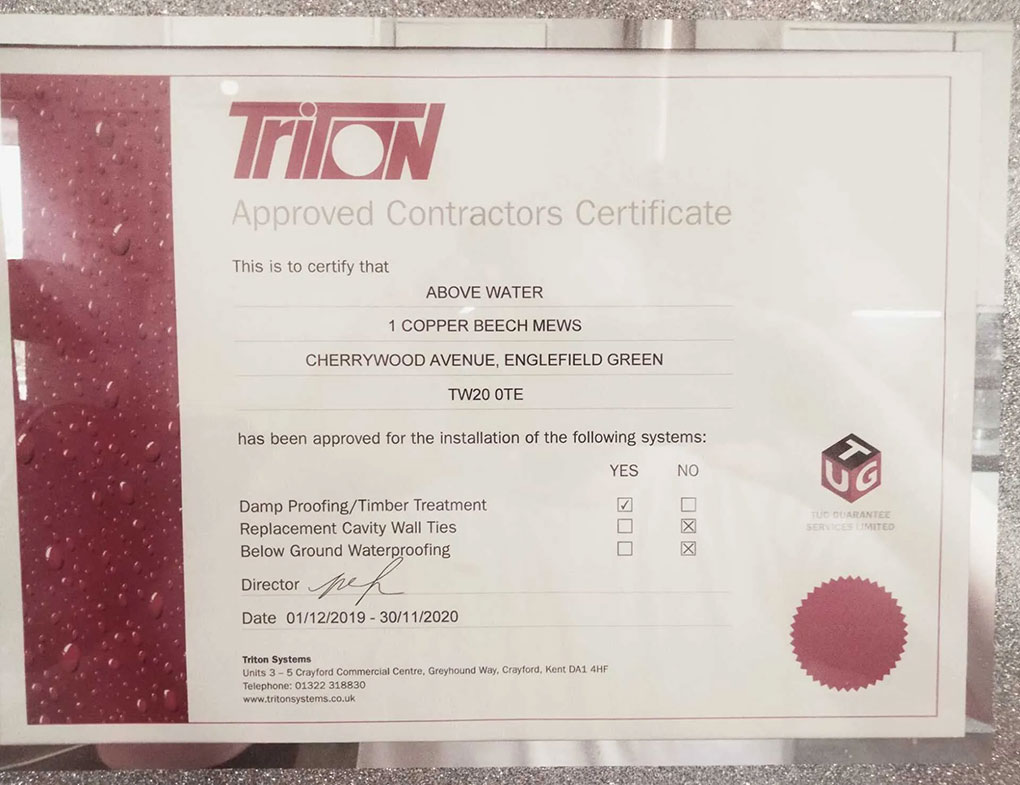 TRITON
Approved Contractors Certificate
This is to certify that
ABOVE WATER
1 COPPER BEECH MEWS
CHERRYWOOD AVENUE, ENGLEFIELD GREEN
TW20 0TE
has been approved for the installation of the following systems:
YES NO
Damp Proofing/Timber Treatment ☑ ☐
Replacement Cavity Wall Ties ☐ ☒
Below Ground Waterproofing ☐ ☒
Director
Date 01/12/2019 - 30/11/2020
Triton Systems
Units 3 – 5 Crayford Commercial Centre, Greyhound Way, Crayford, Kent DA1 4HF
Telephone: 01322 318830
www.tritonsystems.co.uk
TUG
TUG GUARANTEE
SERVICES LIMITED